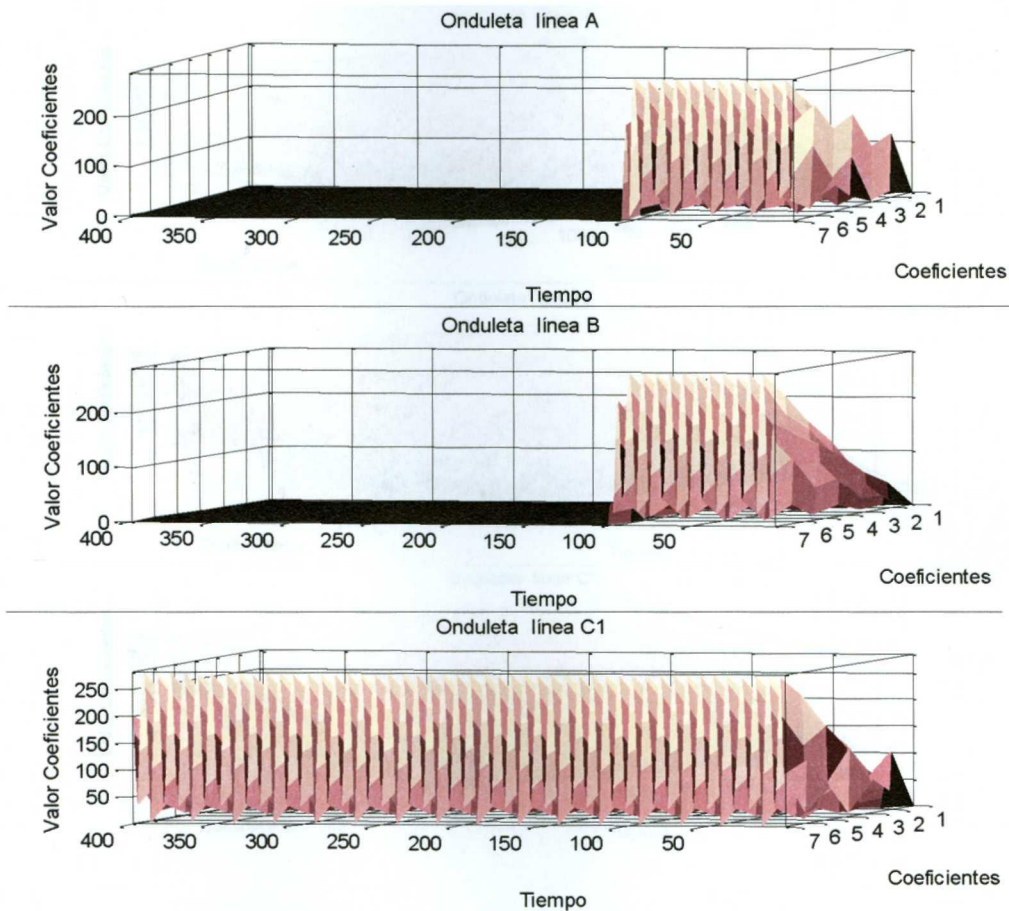 Onduleta línea A
Valor Coeficientes
200
100
0
400 350 300 250 200 150 100 50
7 6 5 4 3 2 1
Coeficientes
Tiempo
Onduleta línea B
Valor Coeficientes
200
100
0
400 350 300 250 200 150 100 50
7 6 5 4 3 2 1
Coeficientes
Tiempo
Onduleta línea C1
Valor Coeficientes
250
200
150
100
50
400 350 300 250 200 150 100 50
7 6 5 4 3 2 1
Coeficientes
Tiempo